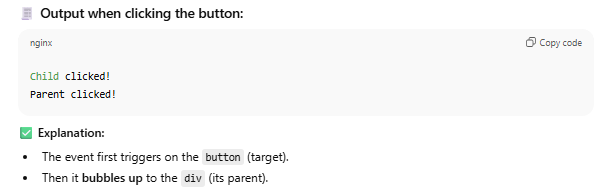 Output when clicking the button:
nginx
Copy code
Child clicked!
Parent clicked!
Explanation:
• The event first triggers on the button (target).
• Then it bubbles up to the div (its parent).